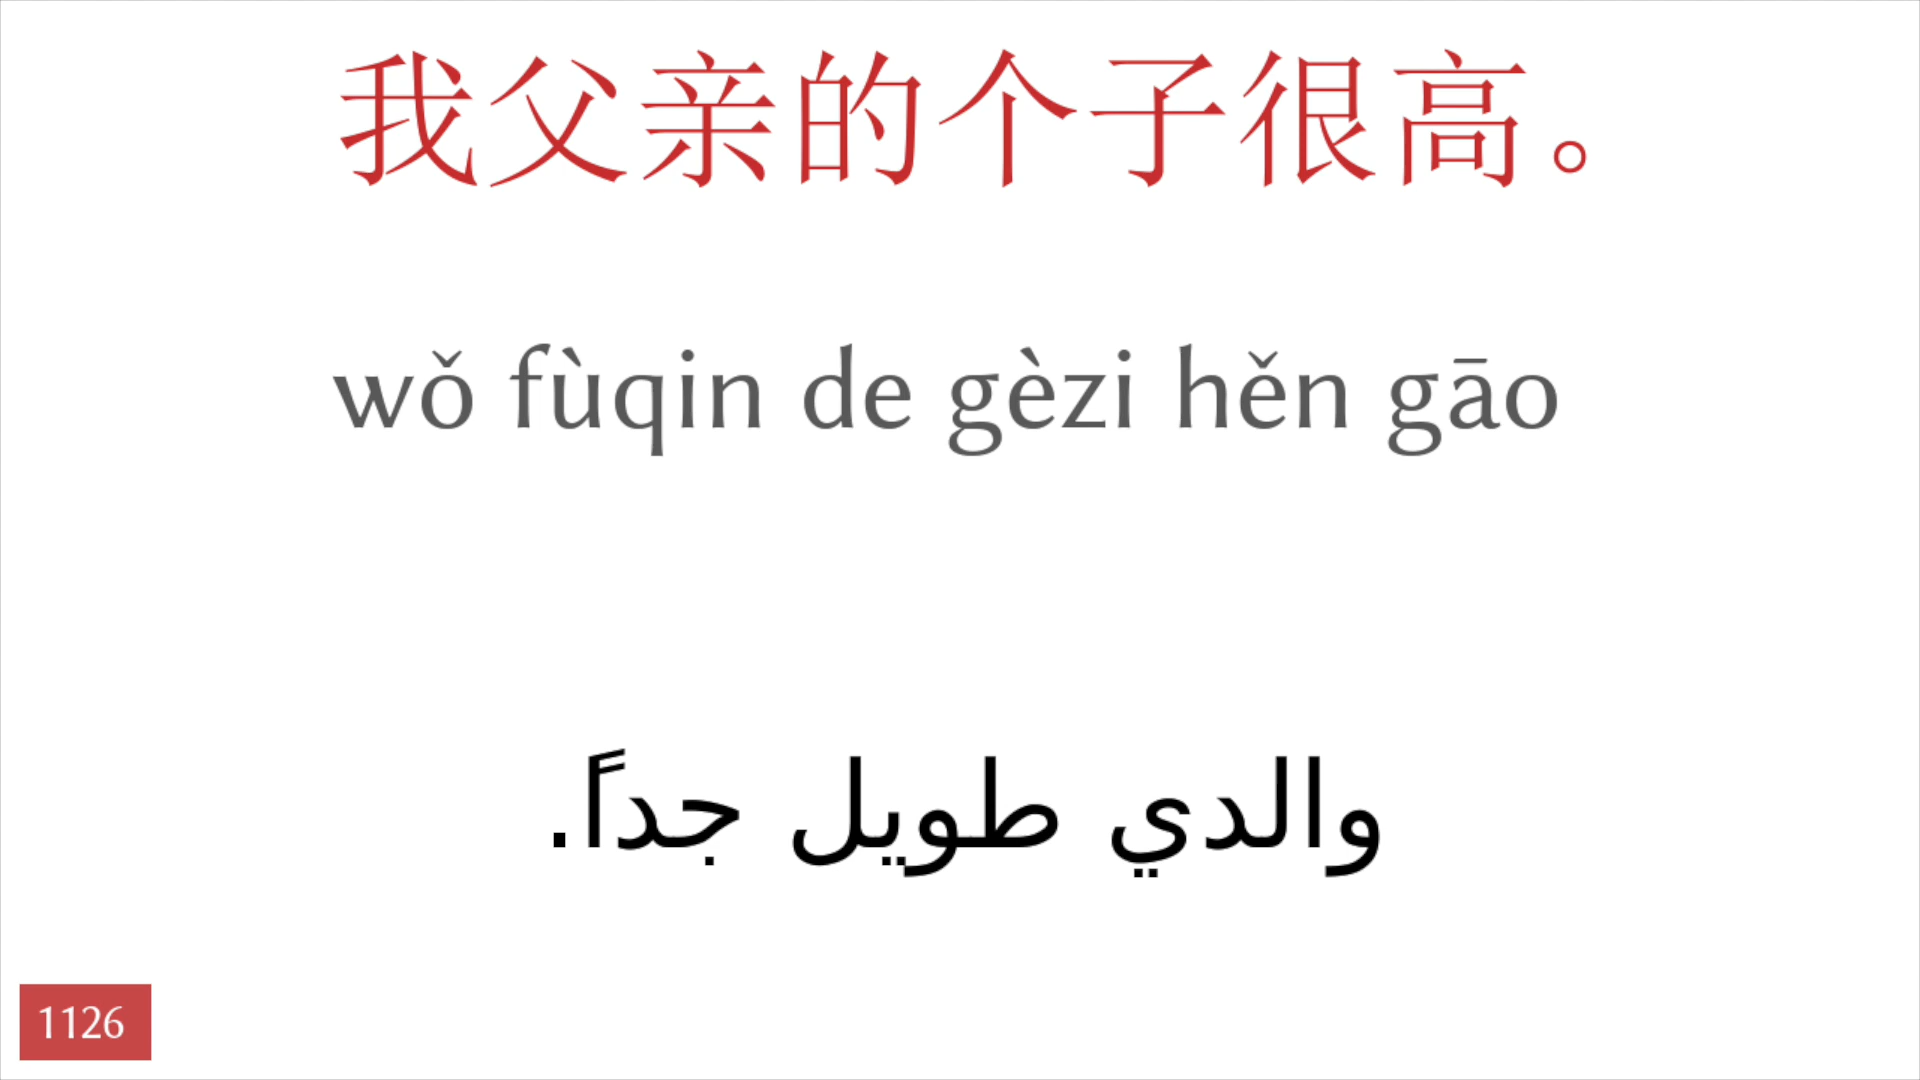 我父亲的个子很高。
wǒ fùqin de gèzi hěn gāo
والدي طويل جداً.
1126